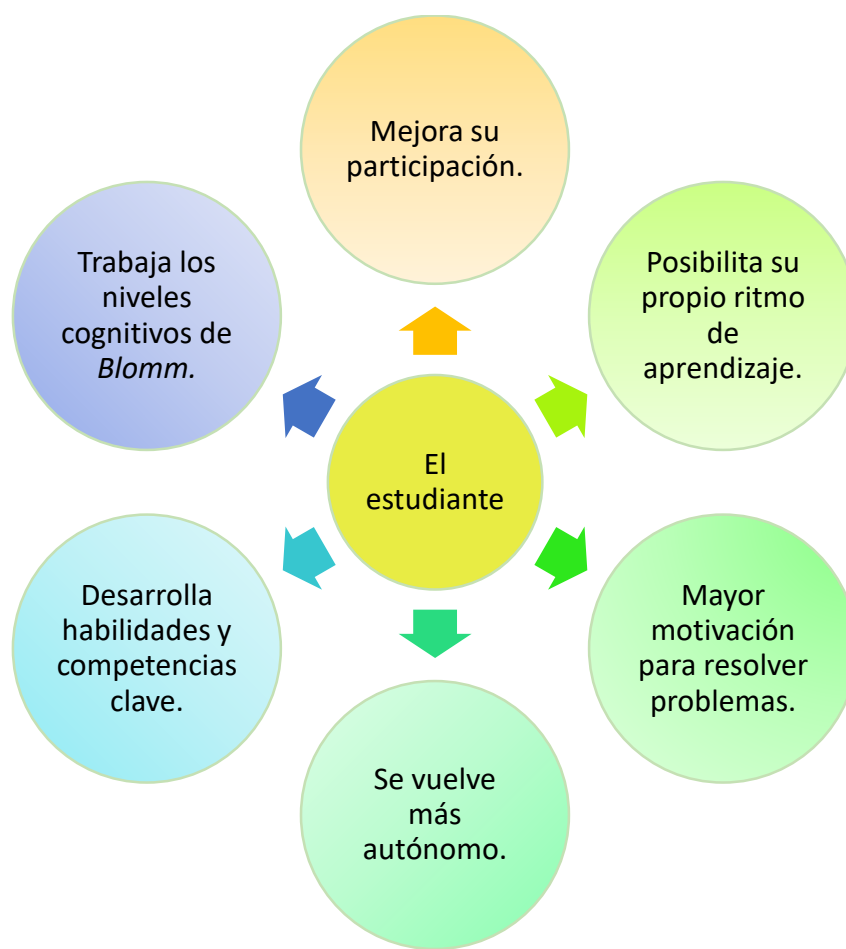 Mejora su
participación.
Posibilita su
propio ritmo
de
aprendizaje.
Mayor
motivación
para resolver
problemas.
Se vuelve
más
autónomo.
Desarrolla
habilidades y
competencias
clave.
Trabaja los
niveles
cognitivos de
Blomm.
El
estudiante